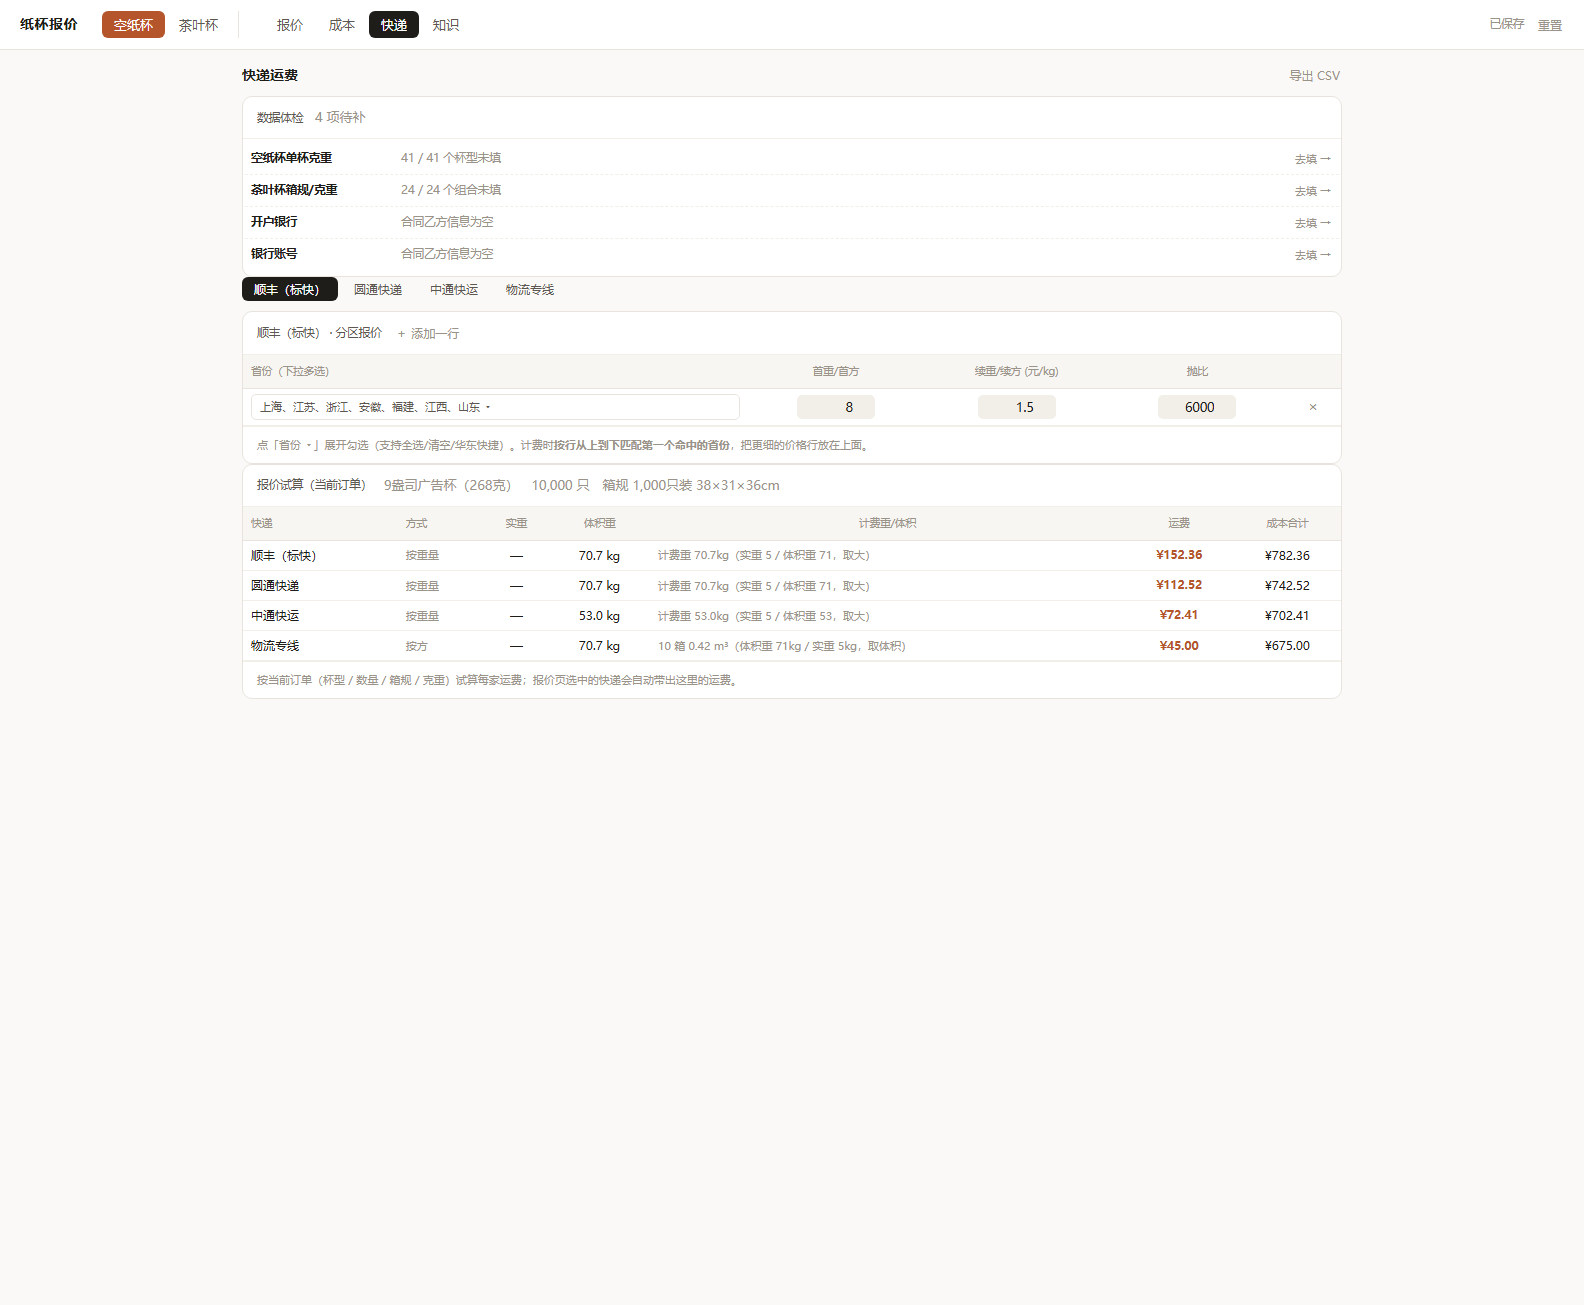 纸杯报价 空纸杯 茶叶杯 报价 成本 快递 知识 已保存 重置
快递运费 导出 CSV
数据体检 4 项待补
空纸杯单杯克重 41 / 41 个杯型未填 去填 →
茶叶杯箱规/克重 24 / 24 个组合未填 去填 →
开户银行 合同乙方信息为空 去填 →
银行账号 合同乙方信息为空 去填 →
顺丰（标快） 圆通快递 中通快运 物流专线
顺丰（标快）· 分区报价 + 添加一行
首份（下拉多选） 首重/首方 续重/续方 (元/kg) 抛比
上海、江苏、浙江、安徽、福建、江西、山东 ▾ 8 1.5 6000 ×
点「首份 ▾」展开勾选（支持全选/清空/华东快捷）。计费时按行从上到下匹配第一个命中的首份，把更细的价格行放在上面。
报价试算（当前订单） 9盎司广告杯（268克） 10,000 只 箱规 1,000只装 38×31×36cm
快递 方式 实重 体积重 计费重/体积 运费 成本合计
顺丰（标快） 按重量 — 70.7 kg 计费重 70.7kg（实重 5 / 体积重 71，取大） ¥152.36 ¥782.36
圆通快递 按重量 — 70.7 kg 计费重 70.7kg（实重 5 / 体积重 71，取大） ¥112.52 ¥742.52
中通快运 按重量 — 53.0 kg 计费重 53.0kg（实重 5 / 体积重 53，取大） ¥72.41 ¥702.41
物流专线 按方 — 70.7 kg 10 箱 0.42 m³（体积重 71kg / 实重 5kg，取体积） ¥45.00 ¥675.00
按当前订单（杯型 / 数量 / 箱规 / 克重）试算每家运费；报价页选中的快递会自动带出这里的运费。